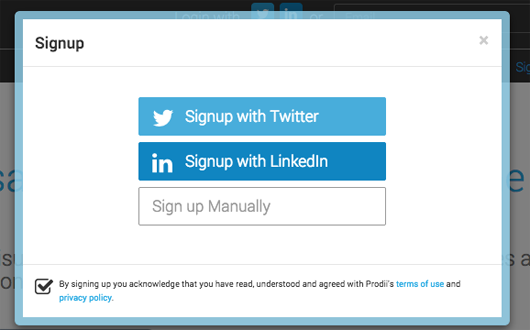 Login with or
Signup ×
Signup with Twitter
in Signup with LinkedIn
Sign up Manually
By signing up you acknowledge that you have read, understood and agreed with Prodii's terms of use and
privacy policy.